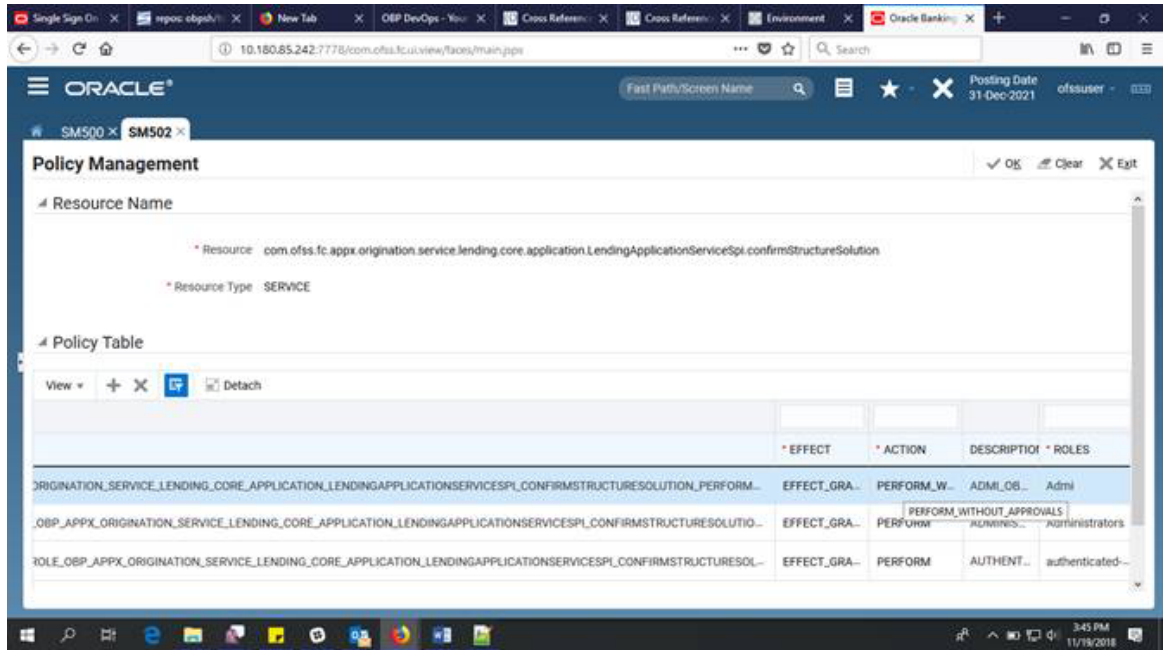 Single Sign On
repos: obpsh/
New Tab
OBP DevOps - Your
Cross Reference
Cross Reference
Environment
Oracle Banking
10.180.85.242:7778/com.ofss.fc.ui.view/faces/main.jspx
Search
ORACLE®
Fast Path/Screen Name
Posting Date
31-Dec-2021
ofssuser
SM500
SM502
Policy Management
OK
Clear
Exit
Resource Name
* Resource com.ofss.fc.appx.origination.service.lending.core.application.LendingApplicationServiceSpi.confirmStructureSolution
* Resource Type SERVICE
Policy Table
View
Detach
* EFFECT * ACTION DESCRIPTION * ROLES
ORIGINATION_SERVICE_LENDING_CORE_APPLICATION_LENDINGAPPLICATIONSERVICESPI_CONFIRMSTRUCTURESOLUTION_PERFORM... EFFECT_GRA... PERFORM_W... ADMI_OB... Admi
PERFORM_WITHOUT_APPROVALS
_OBP_APPX_ORIGINATION_SERVICE_LENDING_CORE_APPLICATION_LENDINGAPPLICATIONSERVICESPI_CONFIRMSTRUCTURESOLUTIO... EFFECT_GRA... PERFORM ADMINIS... Administrators
ROLE_OBP_APPX_ORIGINATION_SERVICE_LENDING_CORE_APPLICATION_LENDINGAPPLICATIONSERVICESPI_CONFIRMSTRUCTURESOL... EFFECT_GRA... PERFORM AUTHENT... authenticated-...
3:45 PM
11/19/2018